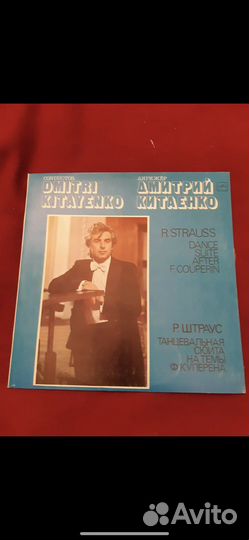 CONDUCTOR
DMITRI
KITAYENKO
ДИРИЖЁР
ДМИТРИЙ
КИТАЕНКО
R. STRAUSS
DANCE
SUITE
AFTER
F. COUPERIN
Р. ШТРАУС
ТАНЦЕВАЛЬНАЯ
СЮИТА
НА ТЕМЫ
Ф. КУПЕРЕНА
Avito